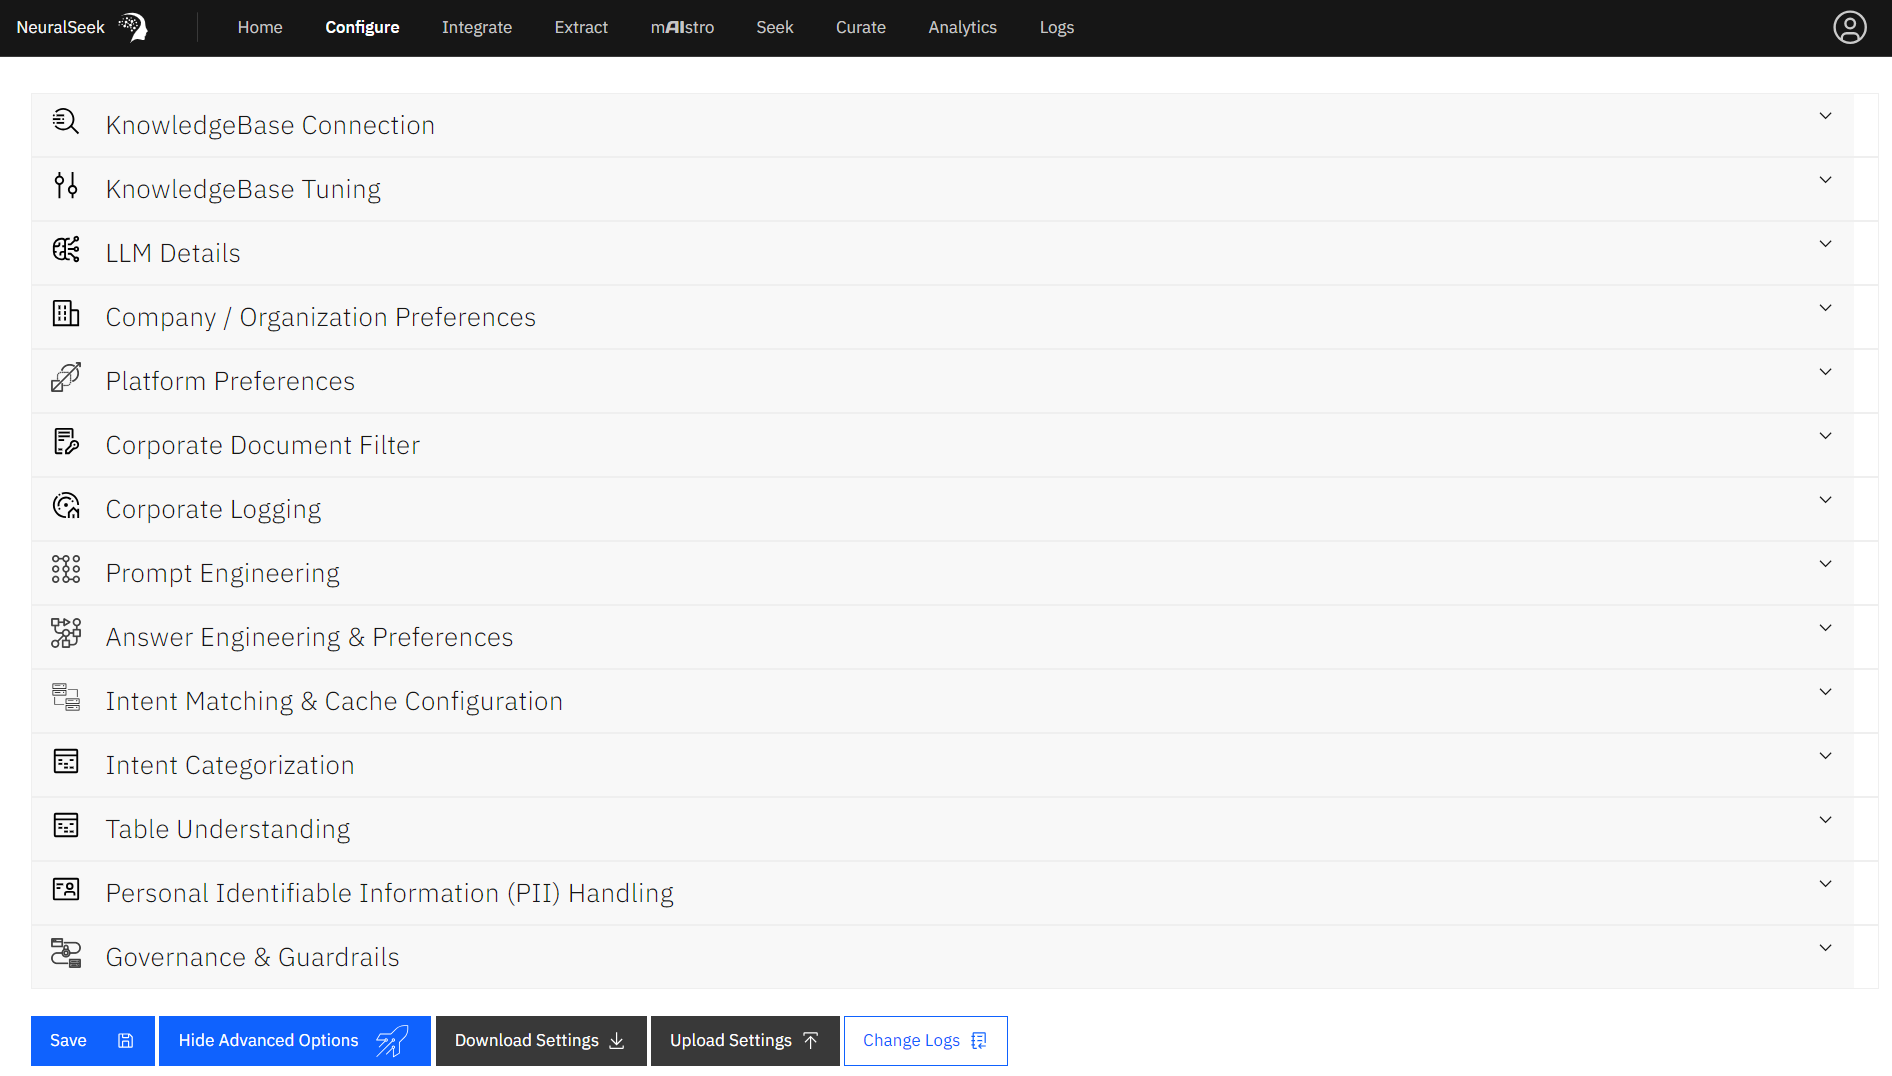 NeuralSeek Home Configure Integrate Extract mAIstro Seek Curate Analytics Logs
KnowledgeBase Connection
KnowledgeBase Tuning
LLM Details
Company / Organization Preferences
Platform Preferences
Corporate Document Filter
Corporate Logging
Prompt Engineering
Answer Engineering & Preferences
Intent Matching & Cache Configuration
Intent Categorization
Table Understanding
Personal Identifiable Information (PII) Handling
Governance & Guardrails
Save Hide Advanced Options Download Settings Upload Settings Change Logs